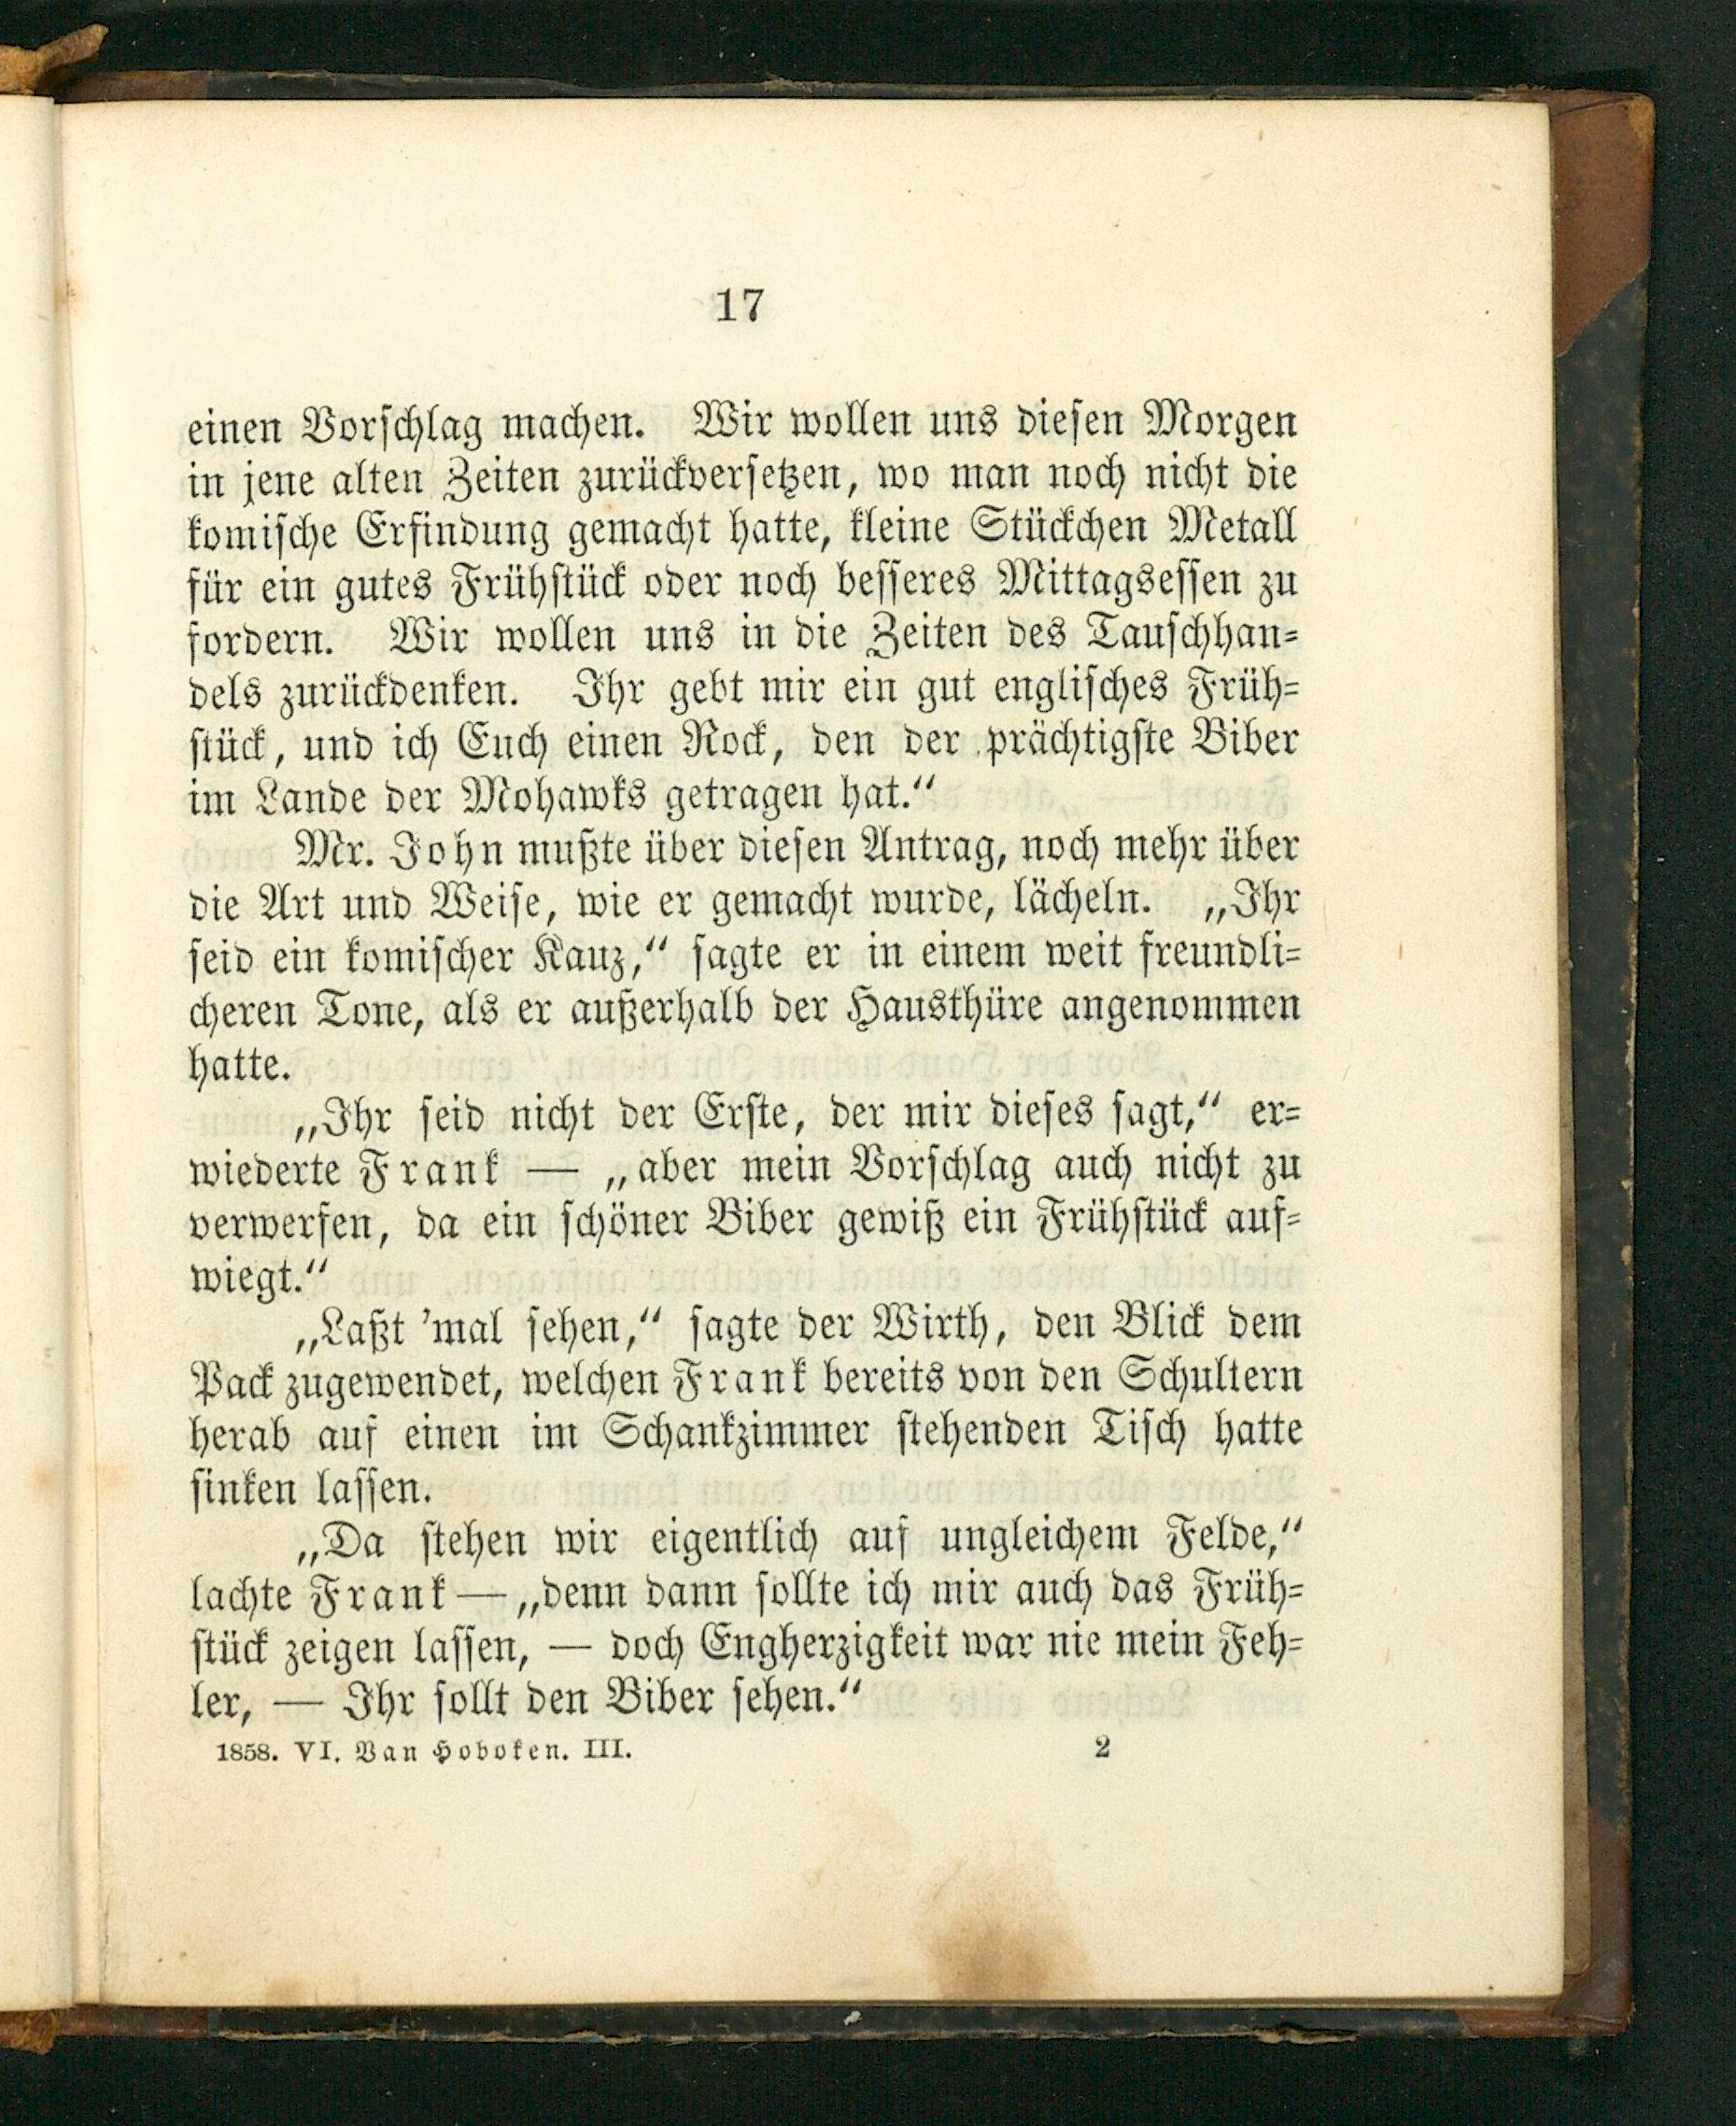 17
einen Vorschlag machen. Wir wollen uns diesen Morgen
in jene alten Zeiten zurückversetzen, wo man noch nicht die
komische Erfindung gemacht hatte, kleine Stückchen Metall
für ein gutes Frühstück oder noch besseres Mittagsessen zu
fordern. Wir wollen uns in die Zeiten des Tauschhan-
dels zurückdenken. Ihr gebt mir ein gut englisches Früh-
stück, und ich Euch einen Rock, den der prächtigste Biber
im Lande der Mohawks getragen hat.“
Mr. John mußte über diesen Antrag, noch mehr über
die Art und Weise, wie er gemacht wurde, lächeln. „Ihr
seid ein komischer Kauz,“ sagte er in einem weit freundli-
cheren Tone, als er außerhalb der Hausthüre angenommen
hatte.
„Ihr seid nicht der Erste, der mir dieses sagt,“ er-
wiederte Frank — „aber mein Vorschlag auch nicht zu
verwerfen, da ein schöner Biber gewiß ein Frühstück auf-
wiegt.“
„Laßt 'mal sehen,“ sagte der Wirth, den Blick dem
Pack zugewendet, welchen Frank bereits von den Schultern
herab auf einen im Schankzimmer stehenden Tisch hatte
sinken lassen.
„Da stehen wir eigentlich auf ungleichem Felde,“
lachte Frank — „denn dann sollte ich mir auch das Früh-
stück zeigen lassen, — doch Engherzigkeit war nie mein Feh-
ler, — Ihr sollt den Biber sehen.“
1858. VI. Van Hoboken. III. 2